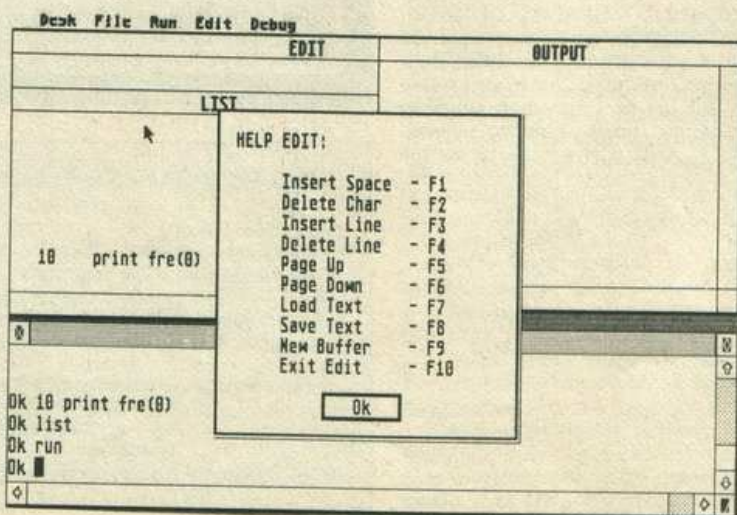 Desk File Run Edit Debug
EDIT
OUTPUT
LIST
10 print fre(0)
HELP EDIT:
Insert Space - F1
Delete Char - F2
Insert Line - F3
Delete Line - F4
Page Up - F5
Page Down - F6
Load Text - F7
Save Text - F8
New Buffer - F9
Exit Edit - F10
Ok
Ok 10 print fre(0)
Ok list
Ok run
Ok